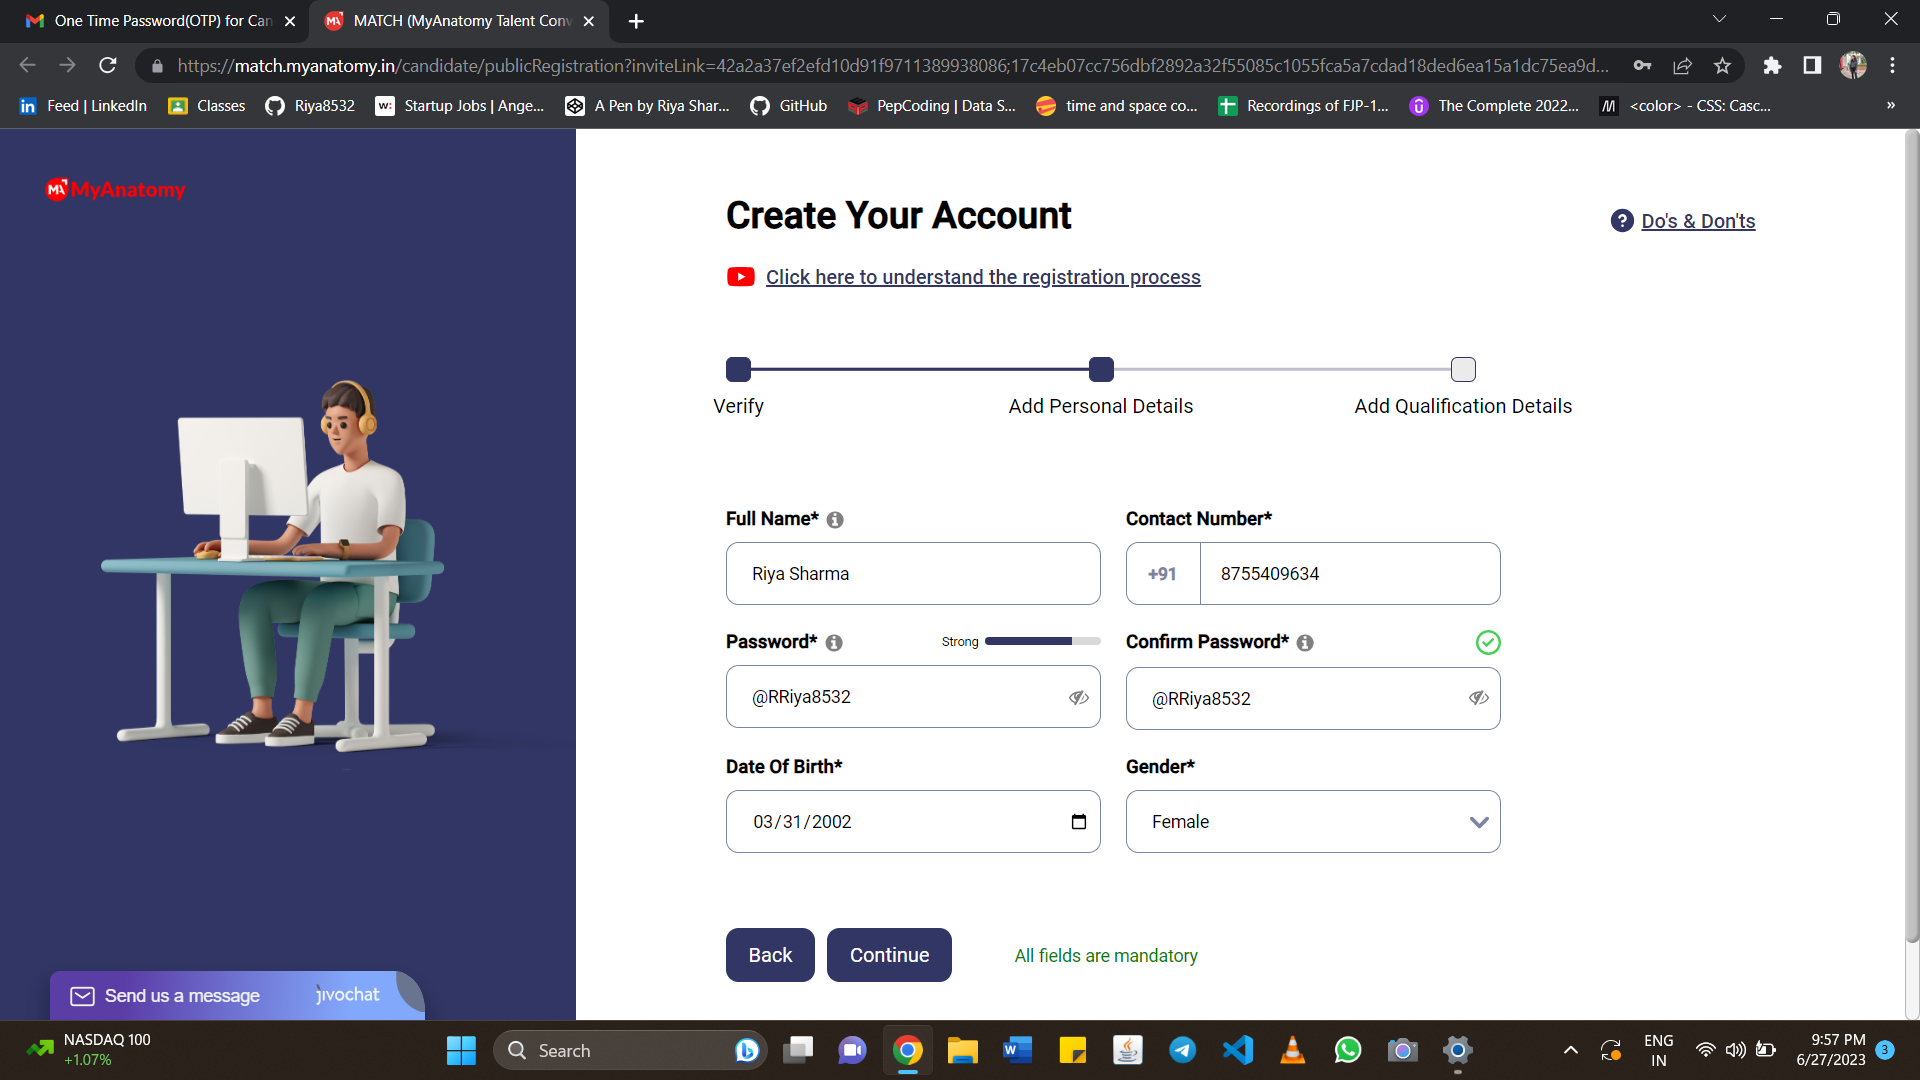 One Time Password(OTP) for Can
MATCH (MyAnatomy Talent Conv
https://match.myanatomy.in/candidate/publicRegistration?inviteLink=42a2a37ef2efd10d91f9711389938086;17c4eb07cc756dbf2892a32f55085c1055fca5a7cdad18ded6ea15a1dc75ea9d...
Feed | LinkedIn
Classes
Riya8532
Startup Jobs | Ange...
A Pen by Riya Shar...
GitHub
PepCoding | Data S...
time and space co...
Recordings of FJP-1...
The Complete 2022...
<color> - CSS: Casc...
MyAnatomy
Create Your Account
Do's & Don'ts
Click here to understand the registration process
Verify
Add Personal Details
Add Qualification Details
Full Name*
Contact Number*
Riya Sharma
+91 8755409634
Password*
Strong
Confirm Password*
@RRiya8532
@RRiya8532
Date Of Birth*
Gender*
03/31/2002
Female
Back
Continue
All fields are mandatory
Send us a message
jivochat
NASDAQ 100
+1.07%
Search
ENG
IN
9:57 PM
6/27/2023
3